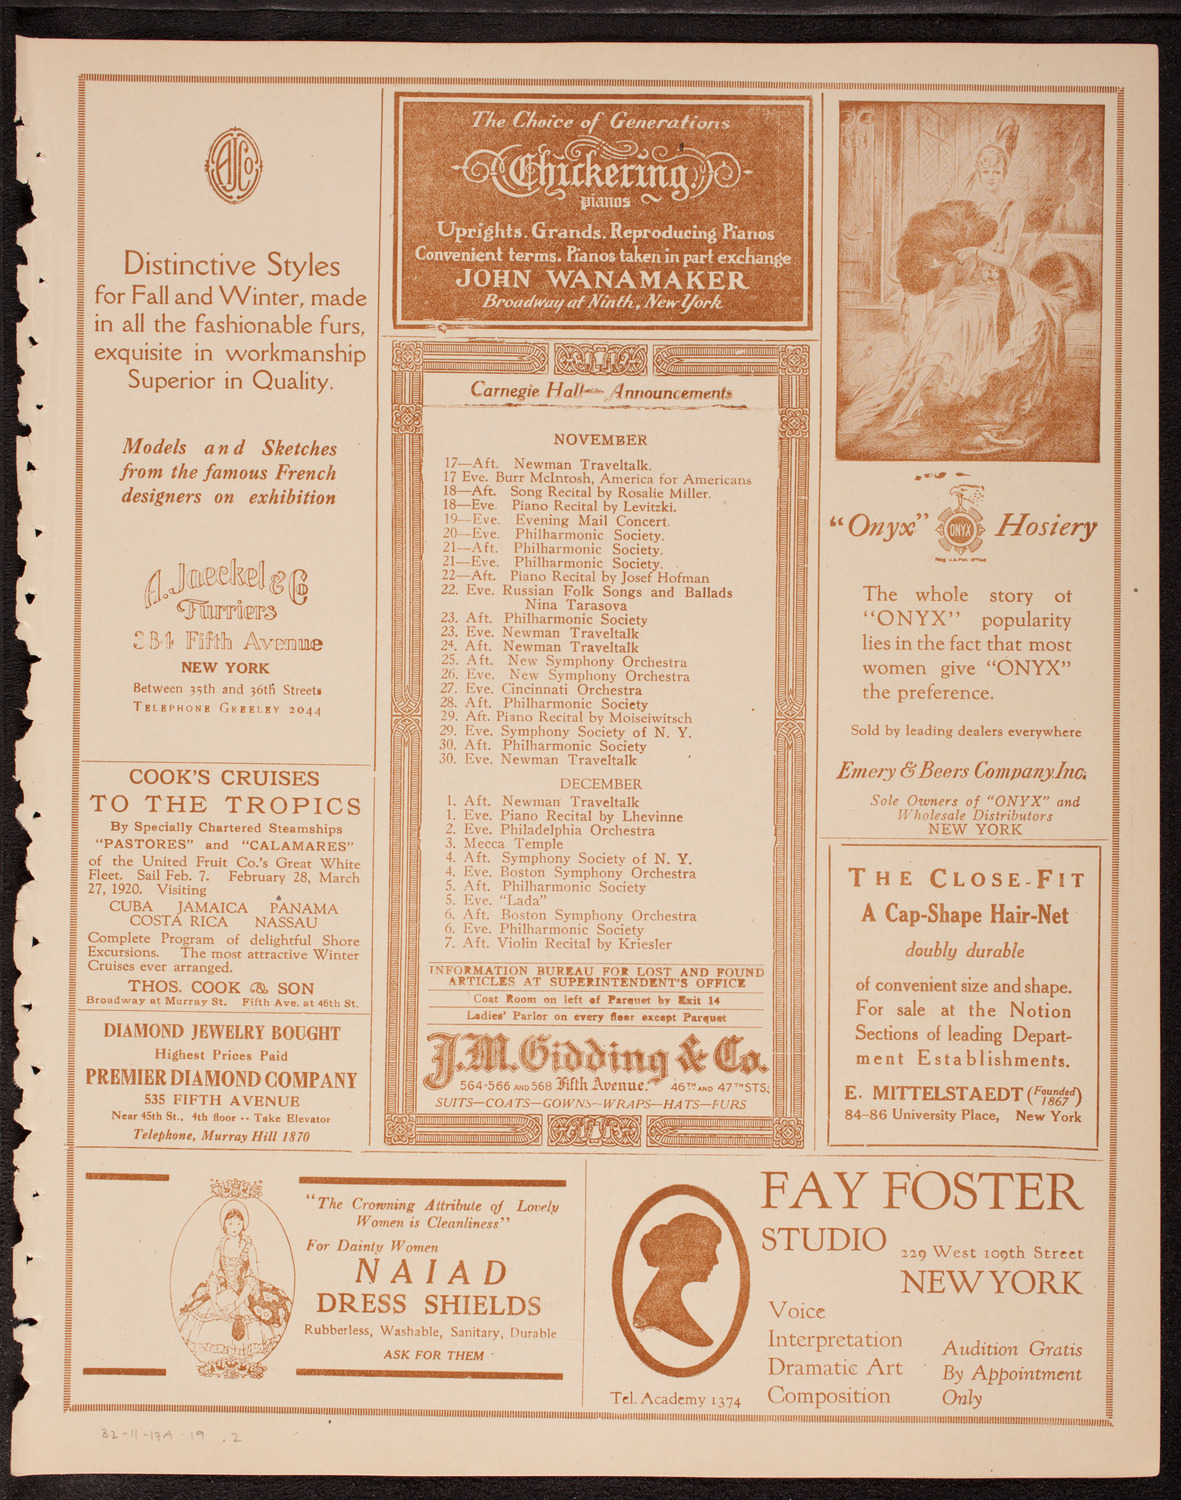 AJCo
Distinctive Styles
for Fall and Winter, made
in all the fashionable furs,
exquisite in workmanship
Superior in Quality.
Models and Sketches
from the famous French
designers on exhibition
A. Jaeckel & Co
Furriers
384 Fifth Avenue
NEW YORK
Between 35th and 36th Streets
TELEPHONE GREELEY 2044
COOK'S CRUISES
TO THE TROPICS
By Specially Chartered Steamships
"PASTORES" and "CALAMARES"
of the United Fruit Co.'s Great White
Fleet. Sail Feb. 7. February 28, March
27, 1920. Visiting
CUBA JAMAICA PANAMA
COSTA RICA NASSAU
Complete Program of delightful Shore
Excursions. The most attractive Winter
Cruises ever arranged.
THOS. COOK & SON
Broadway at Murray St. Fifth Ave. at 46th St.
DIAMOND JEWELRY BOUGHT
Highest Prices Paid
PREMIER DIAMOND COMPANY
535 FIFTH AVENUE
Near 45th St., 4th floor -- Take Elevator
Telephone, Murray Hill 1870
The Choice of Generations
Chickering
pianos
Uprights. Grands. Reproducing Pianos
Convenient terms. Pianos taken in part exchange
JOHN WANAMAKER
Broadway at Ninth, New York
Carnegie Hall Announcements
NOVEMBER
17—Aft. Newman Traveltalk.
17 Eve. Burr McIntosh, America for Americans
18—Aft. Song Recital by Rosalie Miller.
18—Eve. Piano Recital by Levitzki.
19—Eve. Evening Mail Concert.
20—Eve. Philharmonic Society.
21—Aft. Philharmonic Society.
21—Eve. Philharmonic Society.
22—Aft. Piano Recital by Josef Hofman
22. Eve. Russian Folk Songs and Ballads
Nina Tarasova
23. Aft. Philharmonic Society
23. Eve. Newman Traveltalk
24. Aft. Newman Traveltalk
25. Aft. New Symphony Orchestra
26. Eve. New Symphony Orchestra
27. Eve. Cincinnati Orchestra
28. Aft. Philharmonic Society
29. Aft. Piano Recital by Moiseiwitsch
29. Eve. Symphony Society of N. Y.
30. Aft. Philharmonic Society
30. Eve. Newman Traveltalk
DECEMBER
1. Aft. Newman Traveltalk
1. Eve. Piano Recital by Lhevinne
2. Eve. Philadelphia Orchestra
3. Mecca Temple
4. Aft. Symphony Society of N. Y.
4. Eve. Boston Symphony Orchestra
5. Aft. Philharmonic Society
5. Eve. "Lada"
6. Aft. Boston Symphony Orchestra
6. Eve. Philharmonic Society
7. Aft. Violin Recital by Kriesler
INFORMATION BUREAU FOR LOST AND FOUND
ARTICLES AT SUPERINTENDENT'S OFFICE
Coat Room on left of Parquet by Exit 14
Ladies' Parlor on every floor except Parquet
J.M. Gidding & Co.
564-566 AND 568 Fifth Avenue. 46TH AND 47TH STS.
SUITS—COATS—GOWNS—WRAPS—HATS—FURS
"Onyx" ONYX Hosiery
REG. U.S. PAT. OFFICE
The whole story of
"ONYX" popularity
lies in the fact that most
women give "ONYX"
the preference.
Sold by leading dealers everywhere
Emery & Beers Company, Inc.
Sole Owners of "ONYX" and
Wholesale Distributors
NEW YORK
THE CLOSE-FIT
A Cap-Shape Hair-Net
doubly durable
of convenient size and shape.
For sale at the Notion
Sections of leading Depart-
ment Establishments.
E. MITTELSTAEDT (Founded 1867)
84-86 University Place, New York
"The Crowning Attribute of Lovely
Women is Cleanliness"
For Dainty Women
NAIAD
DRESS SHIELDS
Rubberless, Washable, Sanitary, Durable
ASK FOR THEM
FAY FOSTER
STUDIO
229 West 109th Street
NEW YORK
Voice
Interpretation
Dramatic Art
Composition
Audition Gratis
By Appointment
Only
Tel. Academy 1374
32-11-17A-19 .2